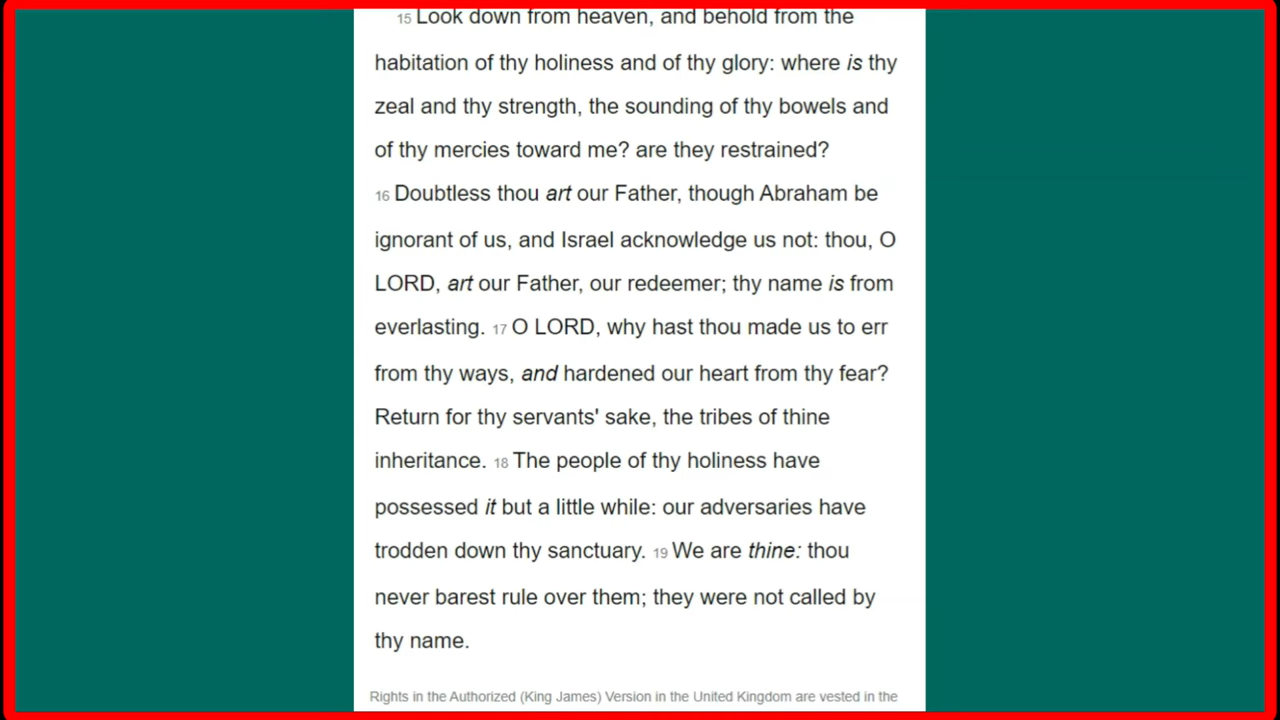 15 Look down from heaven, and behold from the
habitation of thy holiness and of thy glory: where is thy
zeal and thy strength, the sounding of thy bowels and
of thy mercies toward me? are they restrained?
16 Doubtless thou art our Father, though Abraham be
ignorant of us, and Israel acknowledge us not: thou, O
LORD, art our Father, our redeemer; thy name is from
everlasting. 17 O LORD, why hast thou made us to err
from thy ways, and hardened our heart from thy fear?
Return for thy servants' sake, the tribes of thine
inheritance. 18 The people of thy holiness have
possessed it but a little while: our adversaries have
trodden down thy sanctuary. 19 We are thine: thou
never barest rule over them; they were not called by
thy name.
Rights in the Authorized (King James) Version in the United Kingdom are vested in the